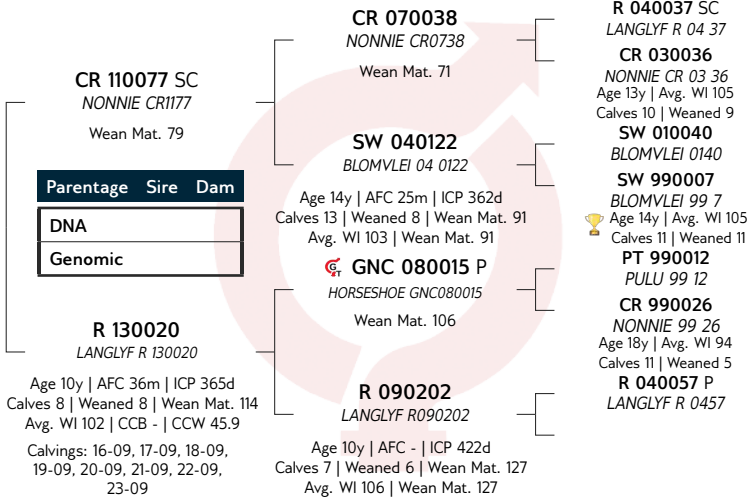 CR 110077 SC
NONNIE CR1177
Wean Mat. 79
Parentage Sire Dam
DNA
Genomic
R 130020
LANGLYF R 130020
Age 10y | AFC 36m | ICP 365d
Calves 8 | Weaned 8 | Wean Mat. 114
Avg. WI 102 | CCB - | CCW 45.9
Calvings: 16-09, 17-09, 18-09,
19-09, 20-09, 21-09, 22-09,
23-09
CR 070038
NONNIE CR0738
Wean Mat. 71
SW 040122
BLOMVLEI 04 0122
Age 14y | AFC 25m | ICP 362d
Calves 13 | Weaned 8 | Wean Mat. 91
Avg. WI 103 | Wean Mat. 91
GNC 080015 P
HORSESHOE GNC080015
Wean Mat. 106
R 090202
LANGLYF R090202
Age 10y | AFC - | ICP 422d
Calves 7 | Weaned 6 | Wean Mat. 127
Avg. WI 106 | Wean Mat. 127
R 040037 SC
LANGLYF R 04 37
CR 030036
NONNIE CR 03 36
Age 13y | Avg. WI 105
Calves 10 | Weaned 9
SW 010040
BLOMVLEI 0140
SW 990007
BLOMVLEI 99 7
Age 14y | Avg. WI 105
Calves 11 | Weaned 11
PT 990012
PULU 99 12
CR 990026
NONNIE 99 26
Age 18y | Avg. WI 94
Calves 11 | Weaned 5
R 040057 P
LANGLYF R 0457